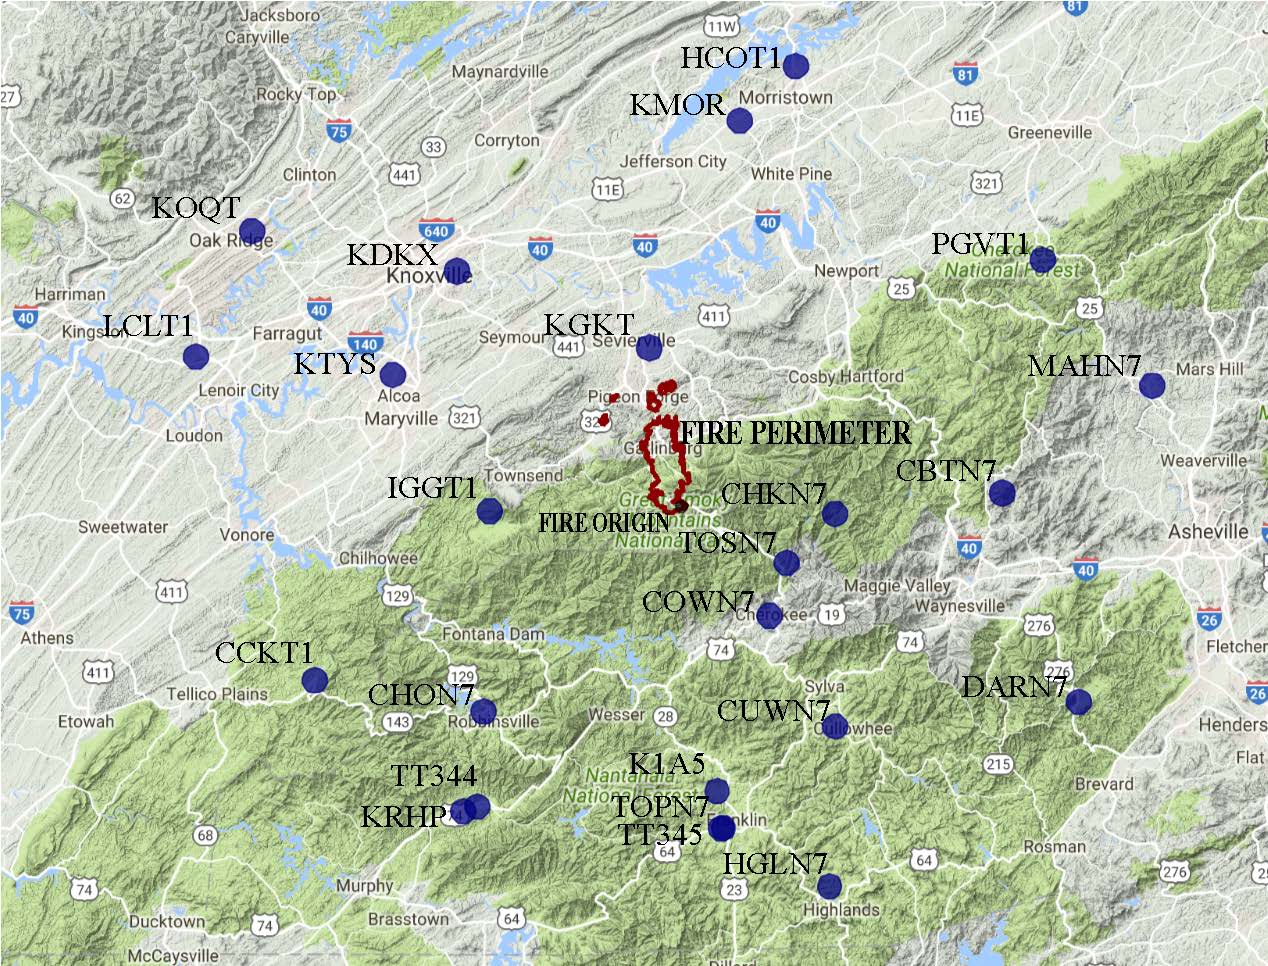 Jacksboro
Caryville
11W
81
HCOT1
Maynardville
81
27
Rocky Top
KMOR
Morristown
75
11E
33
Corryton
Greeneville
441
Jefferson City
Clinton
White Pine
321
11E
62
KOQT
40
640
Oak Ridge
40
40
PGVT1
Cherokee
National Forest
KDKX
Knoxville
Newport
25
Harriman
40
25
40
411
Kingston
LCLT1
Farragut
KGKT
140
Seymour
441
Sevierville
KTYS
MAHN7
Mars Hill
Lenoir City
Alcoa
Cosby
Hartford
Pigeon Forge
Maryville
321
Loudon
FIRE PERIMETER
Gatlinburg
Weaverville
Townsend
CBTN7
IGGT1
CHKN7
Sweetwater
FIRE ORIGIN
Vonore
Asheville
TOSN7
40
Chilhowee
40
411
129
Maggie Valley
75
COWN7
Waynesville
Cherokee
19
26
276
Athens
Fontana Dam
74
74
Fletcher
CCKT1
411
129
276
Tellico Plains
CHON7
Sylva
DARN7
26
Etowah
143
Robbinsville
Wesser
28
CUWN7
Cullowhee
Henders
Flat
K1A5
215
TT344
Nantahala
National Forest
Brevard
TOPN7
KRHP
74
Franklin
TT345
68
64
Rosman
64
HGLN7
276
25
Murphy
74
23
Highlands
Ducktown
74
Brasstown
64
McCaysville